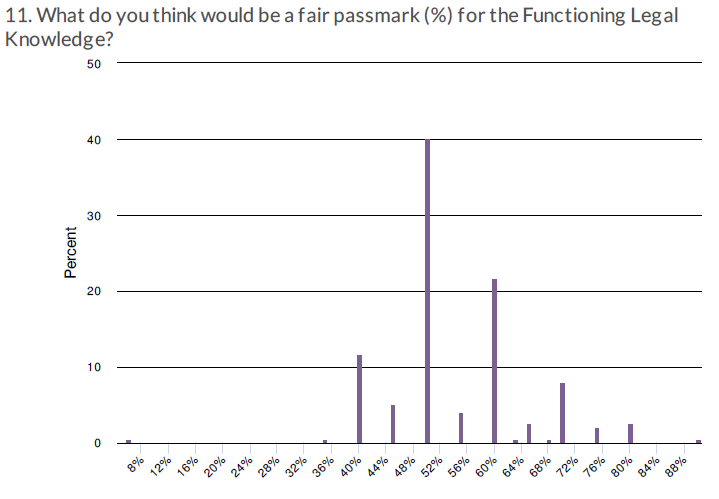 11. What do you think would be a fair passmark (%) for the Functioning Legal
Knowledge?
50
40
30
20
10
0
Percent
8% 12% 16% 20% 24% 28% 32% 36% 40% 44% 48% 52% 56% 60% 64% 68% 72% 76% 80% 84% 88%